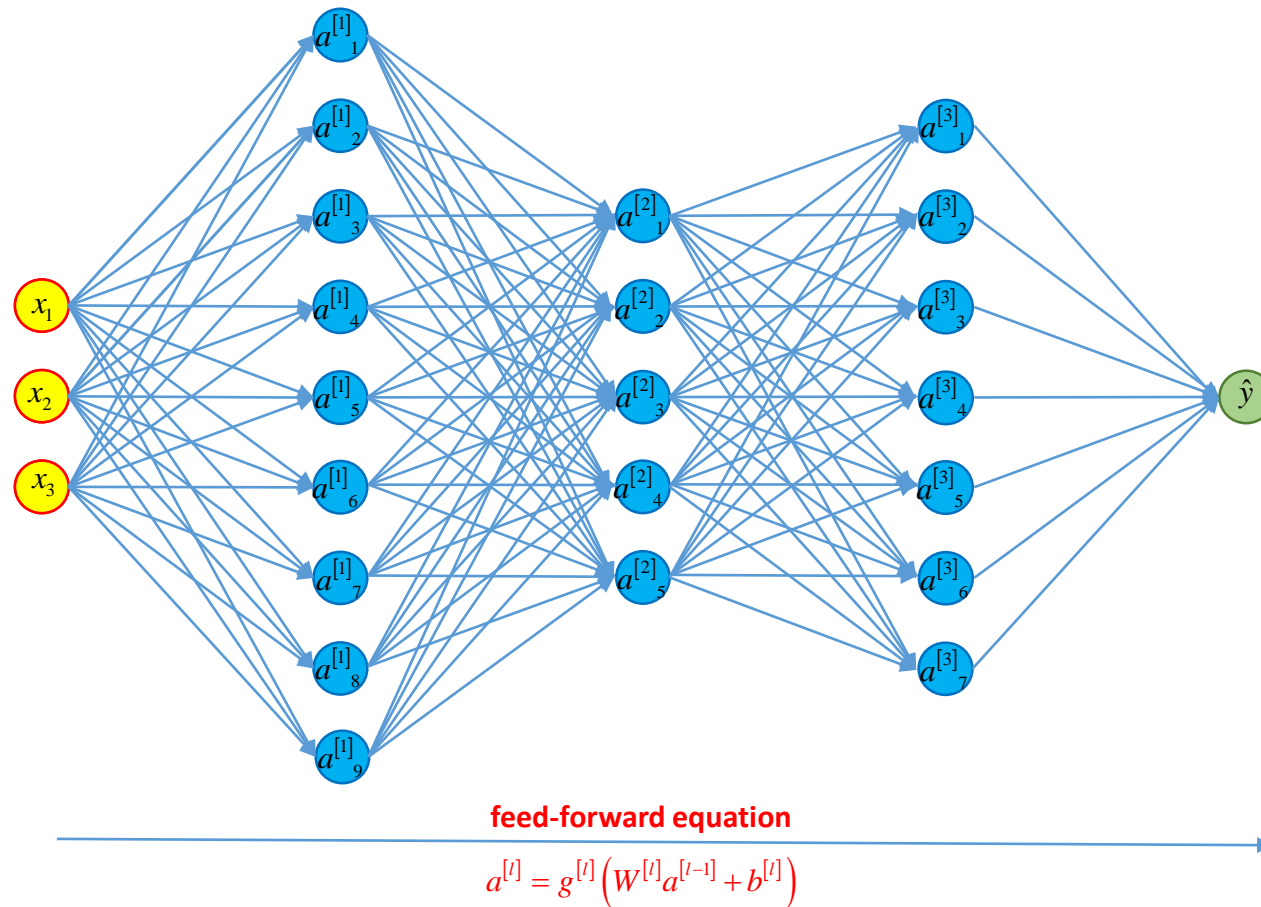 x₁
x₂
x₃
a^[1]₁
a^[1]₂
a^[1]₃
a^[1]₄
a^[1]₅
a^[1]₆
a^[1]₇
a^[1]₈
a^[1]₉
a^[2]₁
a^[2]₂
a^[2]₃
a^[2]₄
a^[2]₅
a^[3]₁
a^[3]₂
a^[3]₃
a^[3]₄
a^[3]₅
a^[3]₆
a^[3]₇
ŷ
feed-forward equation
a^[l] = g^[l] (W^[l] a^[l−1] + b^[l])